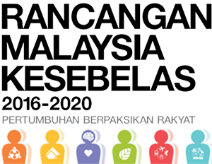 RANCANGAN
MALAYSIA
KESEBELAS
2016-2020
PERTUMBUHAN BERPAKSIKAN RAKYAT